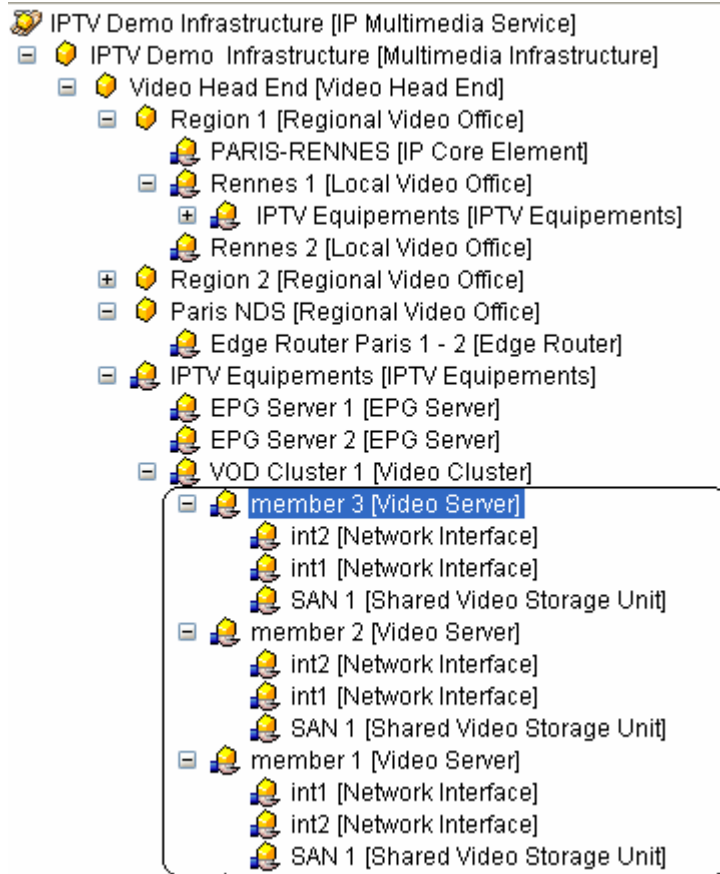 IPTV Demo Infrastructure [IP Multimedia Service]
IPTV Demo  Infrastructure [Multimedia Infrastructure]
Video Head End [Video Head End]
Region 1 [Regional Video Office]
PARIS-RENNES [IP Core Element]
Rennes 1 [Local Video Office]
IPTV Equipements [IPTV Equipements]
Rennes 2 [Local Video Office]
Region 2 [Regional Video Office]
Paris NDS [Regional Video Office]
Edge Router Paris 1 - 2 [Edge Router]
IPTV Equipements [IPTV Equipements]
EPG Server 1 [EPG Server]
EPG Server 2 [EPG Server]
VOD Cluster 1 [Video Cluster]
member 3 [Video Server]
int2 [Network Interface]
int1 [Network Interface]
SAN 1 [Shared Video Storage Unit]
member 2 [Video Server]
int2 [Network Interface]
int1 [Network Interface]
SAN 1 [Shared Video Storage Unit]
member 1 [Video Server]
int1 [Network Interface]
int2 [Network Interface]
SAN 1 [Shared Video Storage Unit]